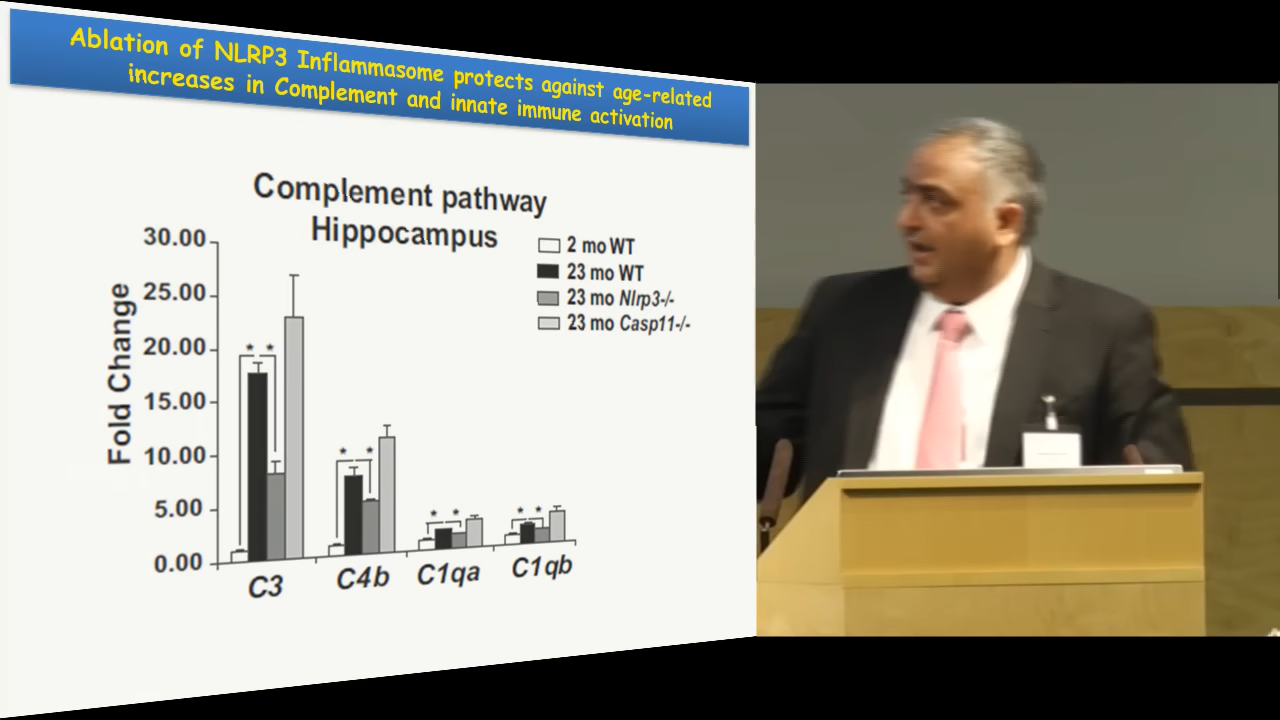 Ablation of NLRP3 Inflammasome protects against age-related
increases in Complement and innate immune activation
Complement pathway
Hippocampus
2 mo WT
23 mo WT
23 mo Nlrp3-/-
23 mo Casp11-/-
Fold Change
30.00
25.00
20.00
15.00
10.00
5.00
0.00
* *
* *
* *
* *
C3
C4b
C1qa
C1qb